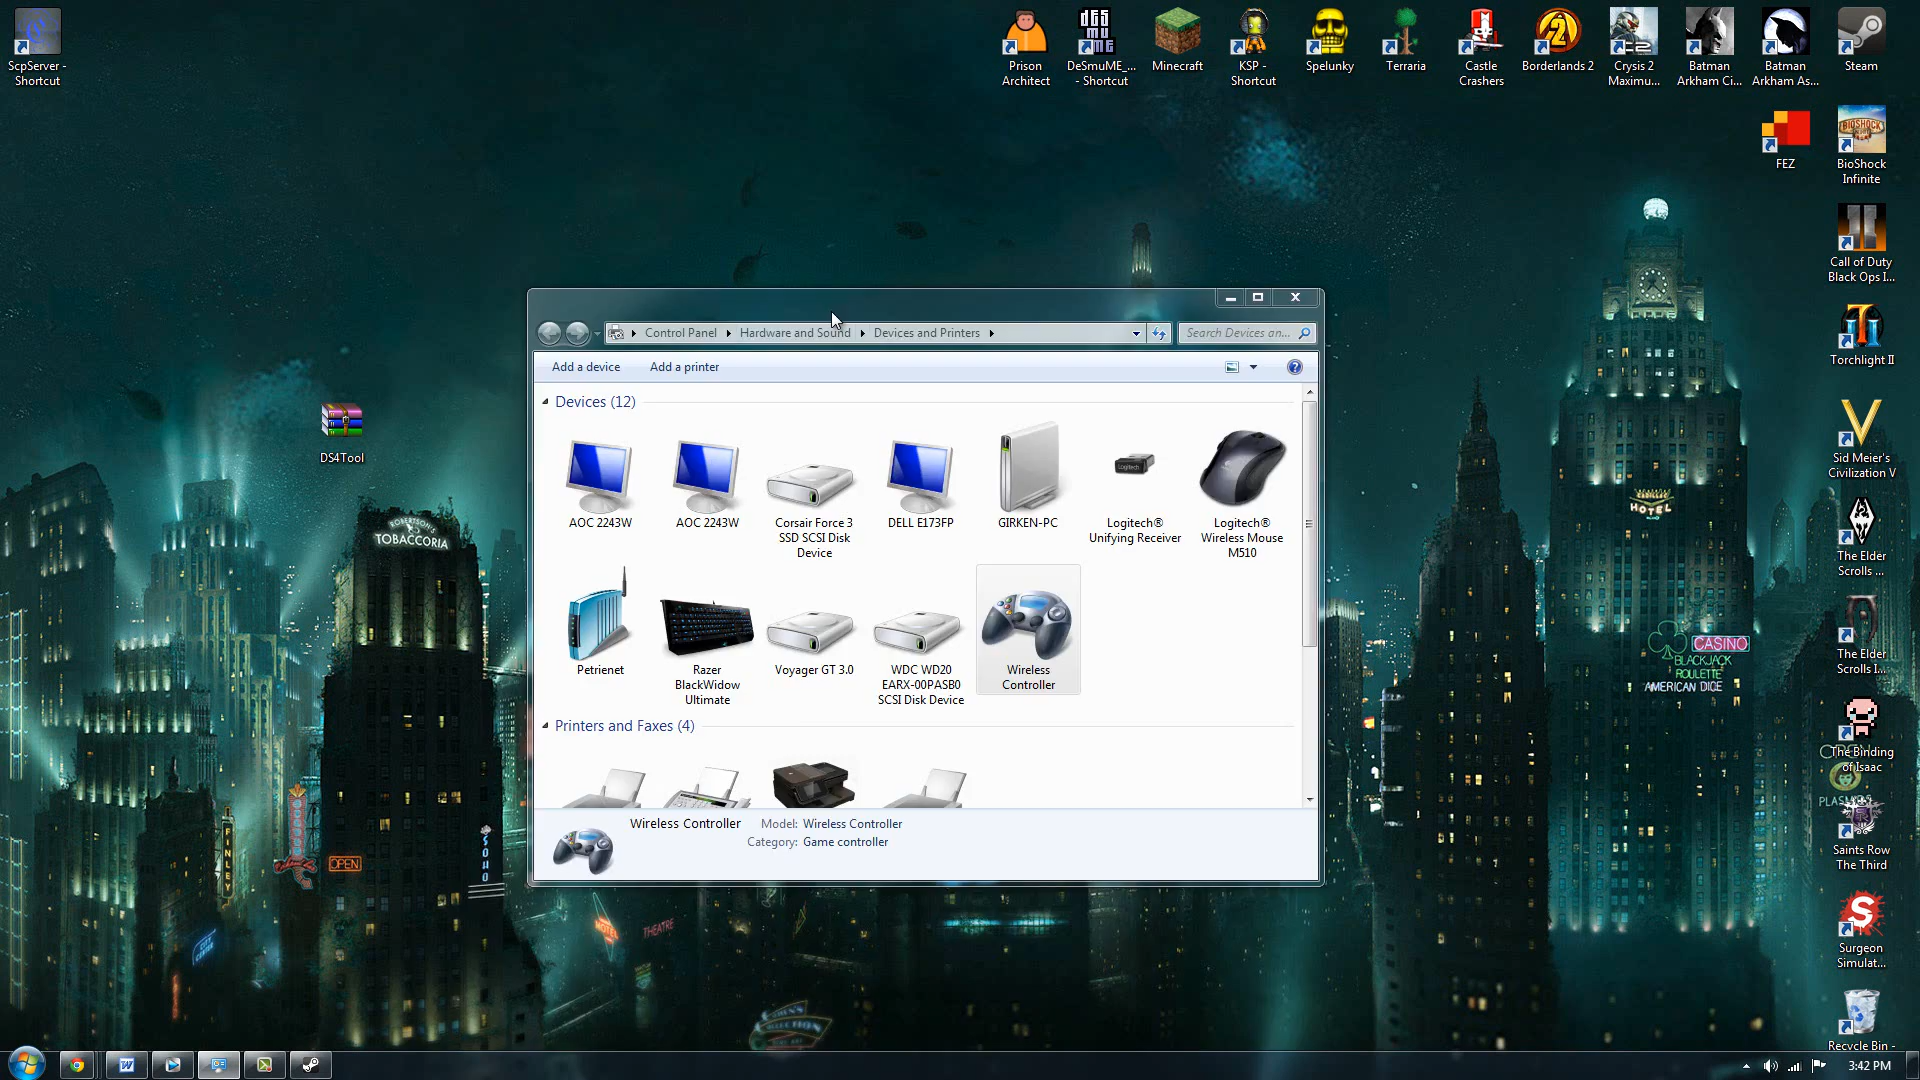 ScpServer -
Shortcut
Prison
Architect
DeSmuME_...
- Shortcut
Minecraft
KSP -
Shortcut
Spelunky
Terraria
Castle
Crashers
Borderlands 2
Crysis 2
Maximu...
Batman
Arkham Ci...
Batman
Arkham As...
Steam
FEZ
BioShock
Infinite
Call of Duty
Black Ops I...
Torchlight II
Sid Meier's
Civilization V
The Elder
Scrolls ...
The Elder
Scrolls I...
The Binding
of Isaac
Saints Row
The Third
Surgeon
Simulat...
Recycle Bin -
DS4Tool
Control Panel
Hardware and Sound
Devices and Printers
Search Devices an...
Add a device
Add a printer
Devices (12)
AOC 2243W
AOC 2243W
Corsair Force 3
SSD SCSI Disk
Device
DELL E173FP
GIRKEN-PC
Logitech®
Unifying Receiver
Logitech®
Wireless Mouse
M510
Petrienet
Razer
BlackWidow
Ultimate
Voyager GT 3.0
WDC WD20
EARX-00PASB0
SCSI Disk Device
Wireless
Controller
Printers and Faxes (4)
Wireless Controller
Model: Wireless Controller
Category: Game controller
ROBERTSON'S
TOBACCORIA
HOTEL
CASINO
BLACKJACK
ROULETTE
AMERICAN DICE
FINLEY
OPEN
SOHO
HOTEL
THEATRE
3:42 PM